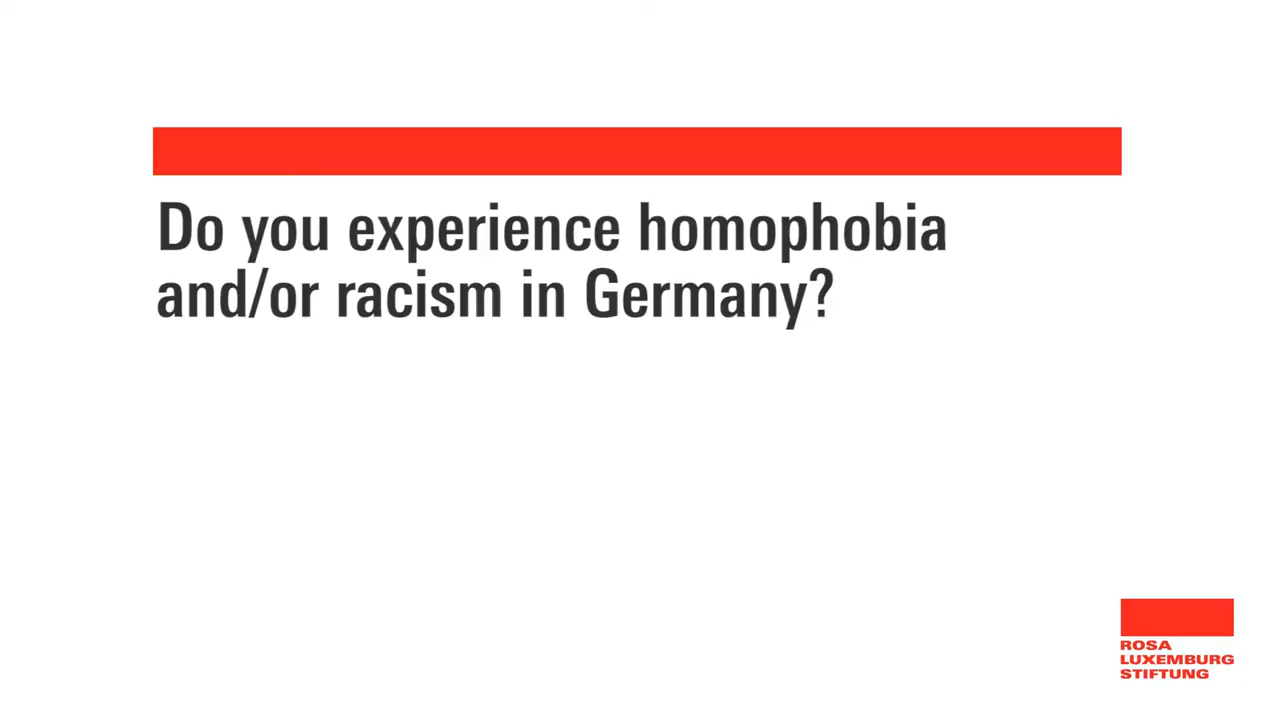 Do you experience homophobia
and/or racism in Germany?
ROSA
LUXEMBURG
STIFTUNG